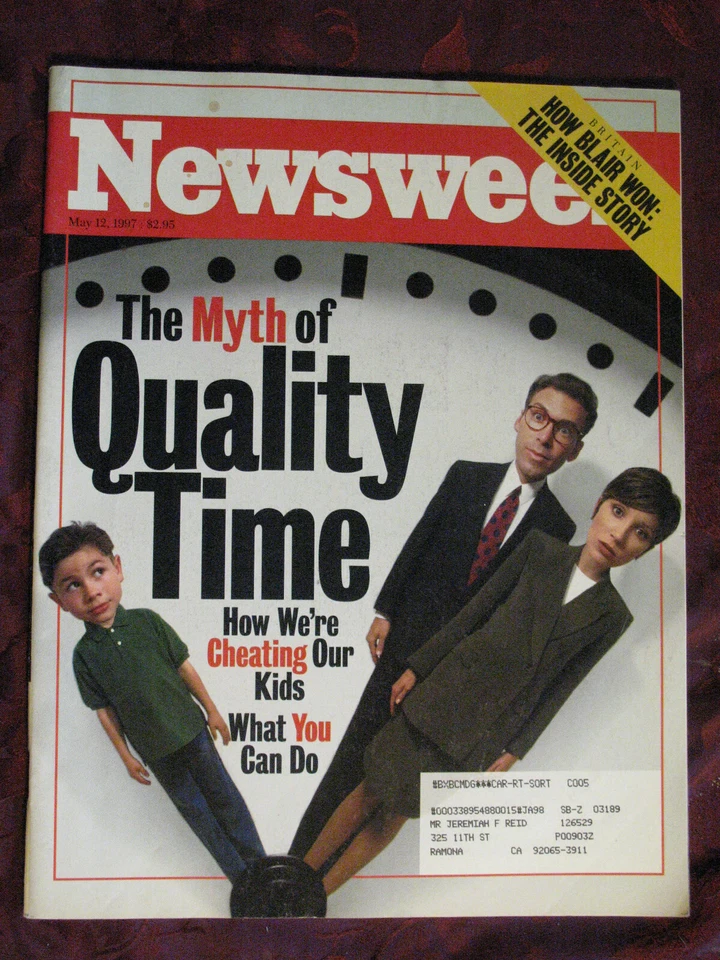 BRITAIN
HOW BLAIR WON:
THE INSIDE STORY
Newsweek
May 12, 1997 : $2.95
The Myth of
Quality
Time
How We're
Cheating Our
Kids
What You
Can Do
#BXBCMDG***CAR-RT-SORT C005
#000338954880015#JA98 SB-Z 03189
MR JEREMIAH F REID 126529
325 11TH ST P00903Z
RAMONA CA 92065-3911